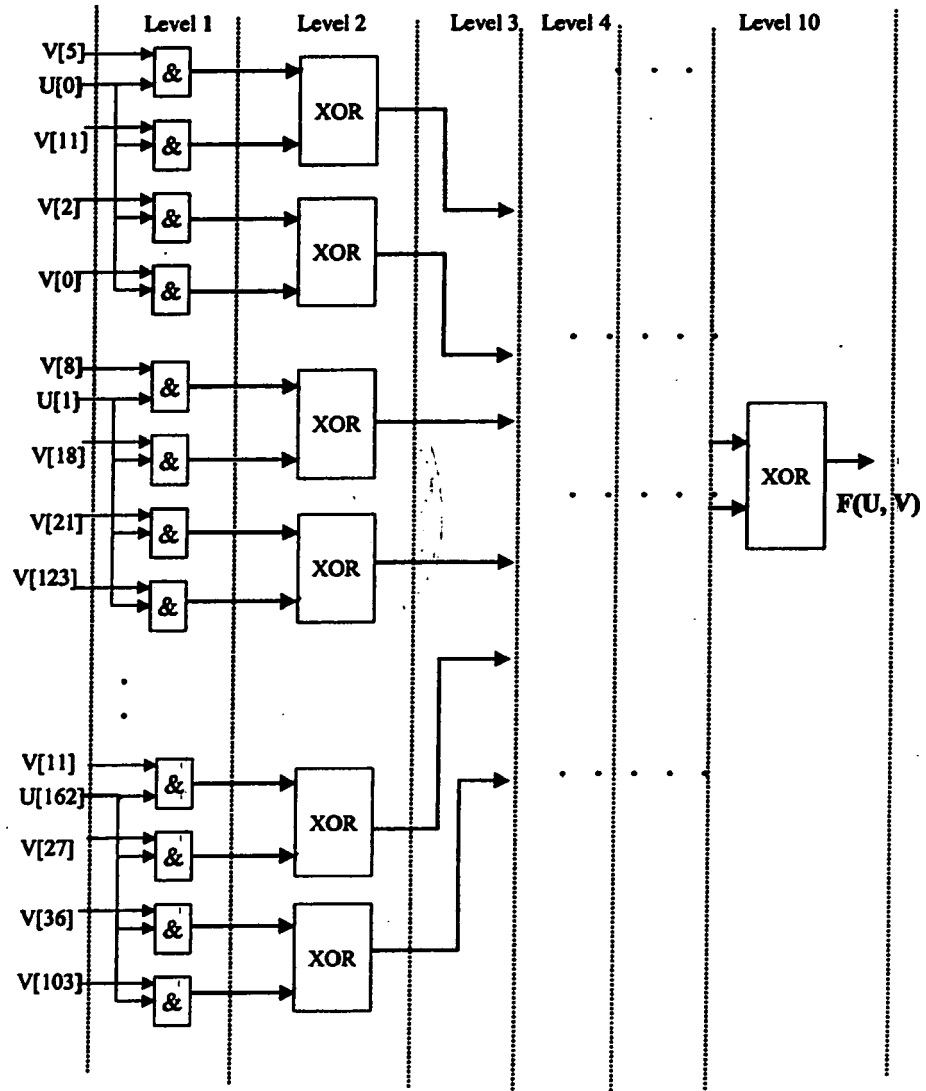 Level 1 Level 2 Level 3 Level 4 Level 10
V[5]
&
U[0]
XOR
V[11]
&
V[2]
&
XOR
V[0]
&
V[8]
&
U[1]
XOR
V[18]
&
XOR
F(U, V)
V[21]
&
XOR
V[123]
&
V[11]
&
U[162]
XOR
V[27]
&
V[36]
&
XOR
V[103]
&